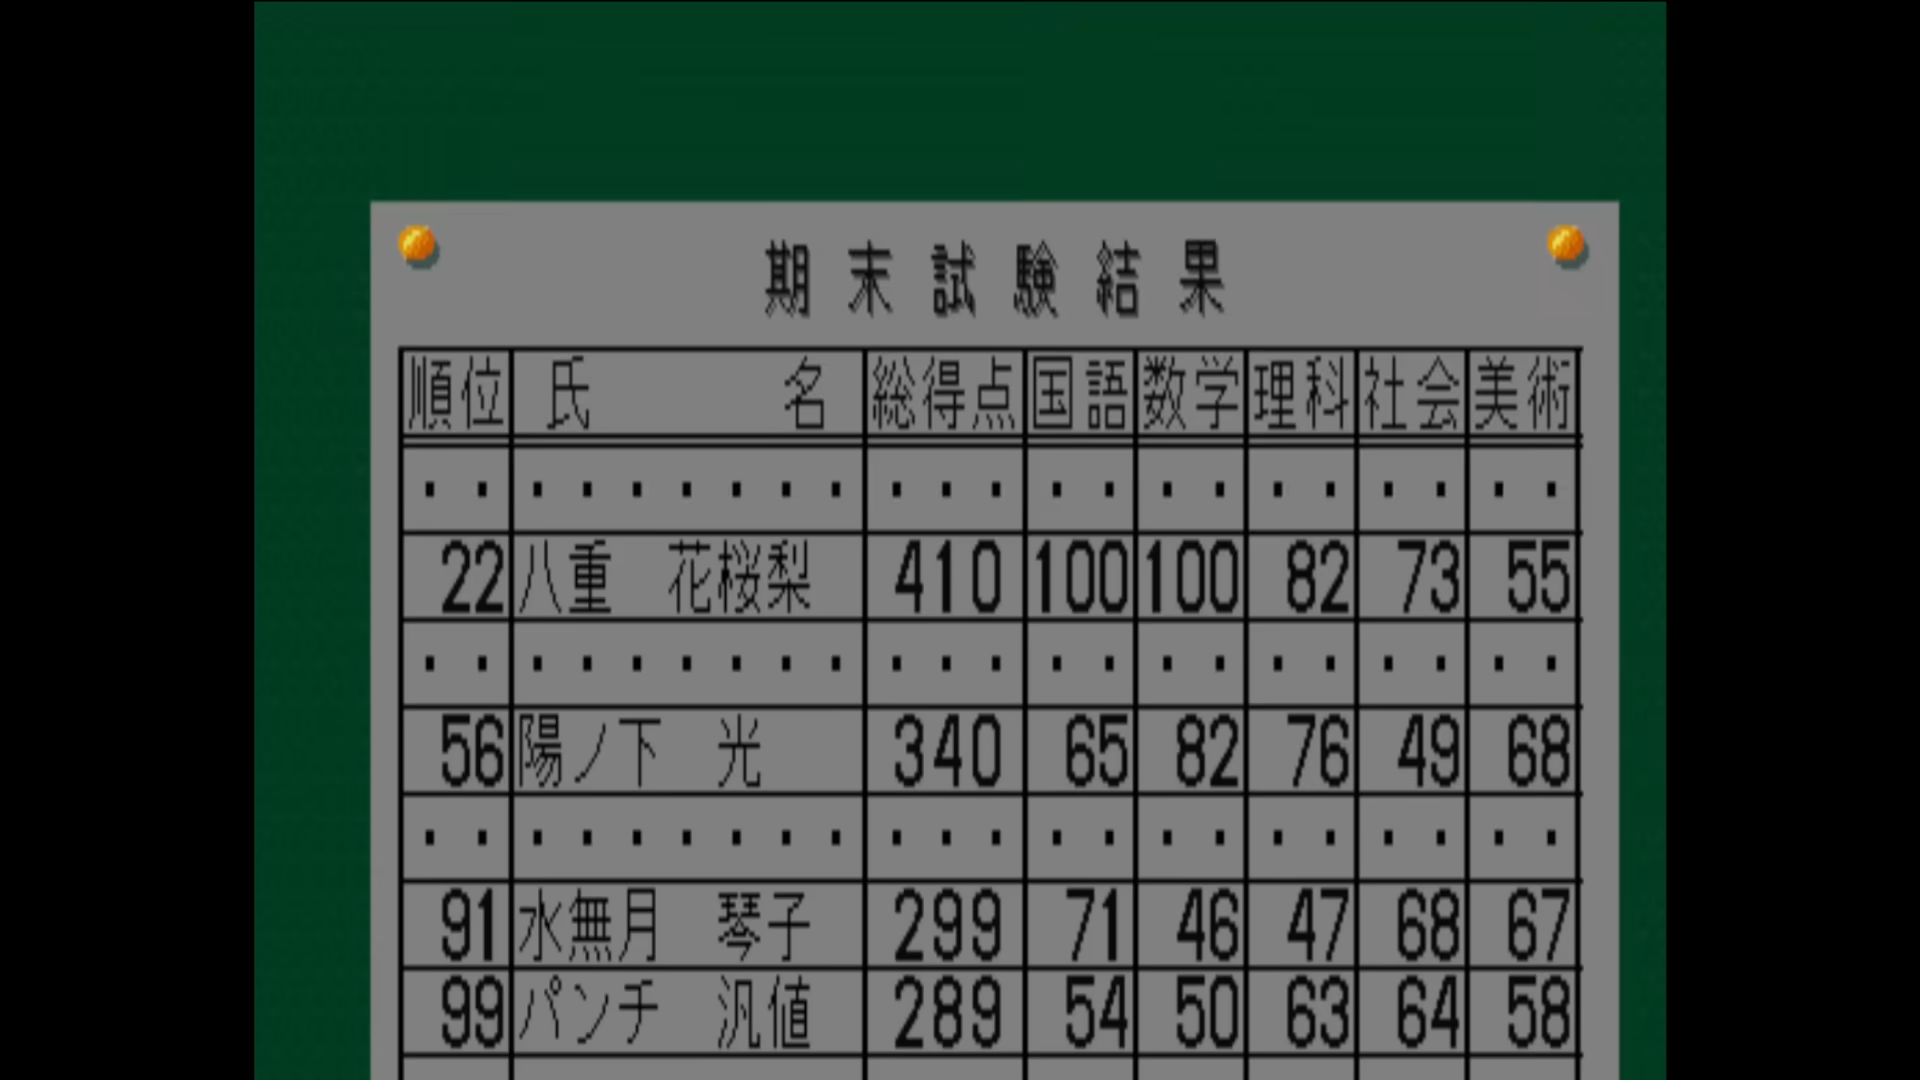 期末試験結果
順位 氏 名 総得点 国語 数学 理科 社会 美術
・・ ・・・・・・・ ・・・ ・・ ・・ ・・ ・・ ・・
22 八重 花桜梨 410 100 100 82 73 55
・・ ・・・・・・・ ・・・ ・・ ・・ ・・ ・・ ・・
56 陽ノ下 光 340 65 82 76 49 68
・・ ・・・・・・・ ・・・ ・・ ・・ ・・ ・・ ・・
91 水無月 琴子 299 71 46 47 68 67
99 パンチ 汎値 289 54 50 63 64 58